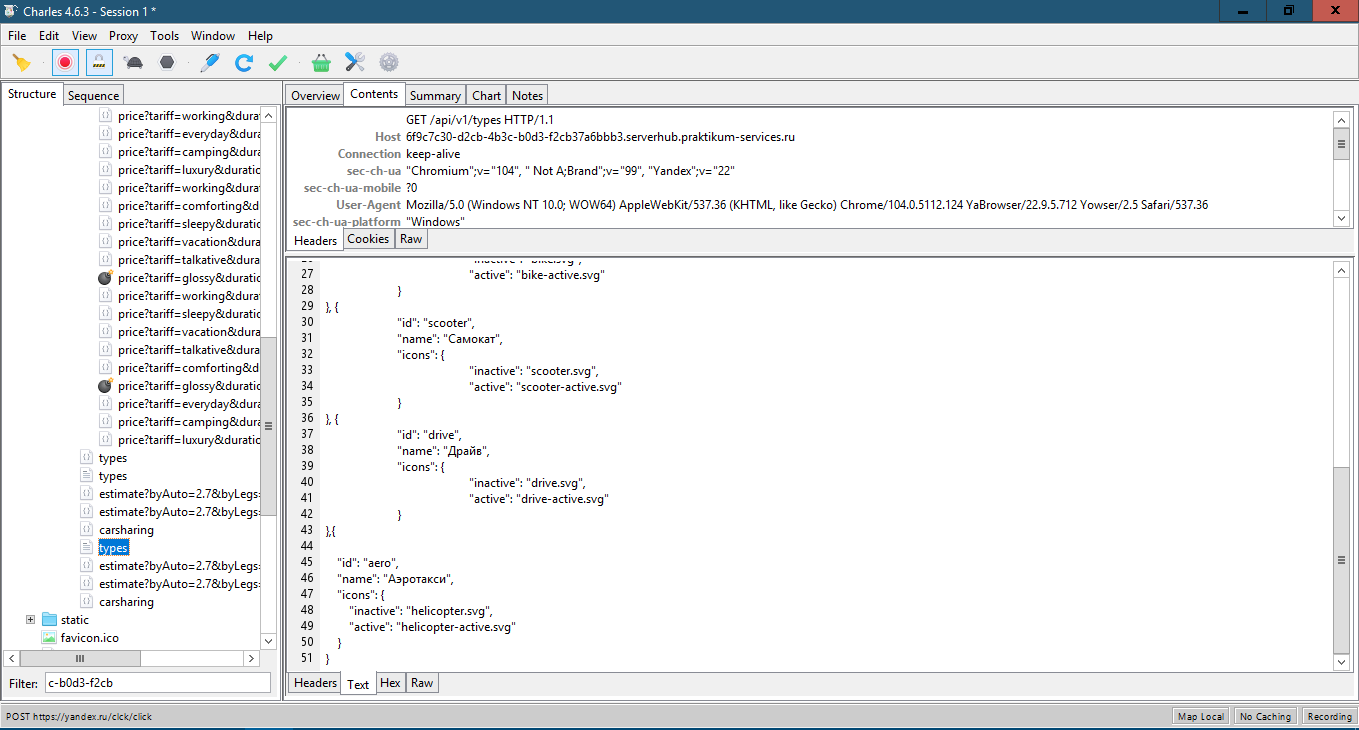 Charles 4.6.3 - Session 1 *
File Edit View Proxy Tools Window Help
Structure Sequence
price?tariff=working&dura
price?tariff=everyday&dura
price?tariff=camping&dura
price?tariff=luxury&duratic
price?tariff=working&dura
price?tariff=comforting&d
price?tariff=sleepy&duratic
price?tariff=vacation&dura
price?tariff=talkative&dura
price?tariff=glossy&duratic
price?tariff=working&dura
price?tariff=sleepy&duratic
price?tariff=vacation&dura
price?tariff=talkative&dura
price?tariff=comforting&d
price?tariff=glossy&duratic
price?tariff=everyday&dura
price?tariff=camping&dura
price?tariff=luxury&duratic
types
types
estimate?byAuto=2.7&byLegs=
estimate?byAuto=2.7&byLegs=
carsharing
types
estimate?byAuto=2.7&byLegs=
estimate?byAuto=2.7&byLegs=
carsharing
static
favicon.ico
Filter: c-b0d3-f2cb
Overview Contents Summary Chart Notes
GET /api/v1/types HTTP/1.1
Host 6f9c7c30-d2cb-4b3c-b0d3-f2cb37a6bbb3.serverhub.praktikum-services.ru
Connection keep-alive
sec-ch-ua "Chromium";v="104", " Not A;Brand";v="99", "Yandex";v="22"
sec-ch-ua-mobile ?0
User-Agent Mozilla/5.0 (Windows NT 10.0; WOW64) AppleWebKit/537.36 (KHTML, like Gecko) Chrome/104.0.5112.124 YaBrowser/22.9.5.712 Yowser/2.5 Safari/537.36
sec-ch-ua-platform "Windows"
Headers Cookies Raw
26 "inactive": "bike.svg",
27 "active": "bike-active.svg"
28 }
29 }, {
30 "id": "scooter",
31 "name": "Самокат",
32 "icons": {
33 "inactive": "scooter.svg",
34 "active": "scooter-active.svg"
35 }
36 }, {
37 "id": "drive",
38 "name": "Драйв",
39 "icons": {
40 "inactive": "drive.svg",
41 "active": "drive-active.svg"
42 }
43 },{
44
45 "id": "aero",
46 "name": "Аэротакси",
47 "icons": {
48 "inactive": "helicopter.svg",
49 "active": "helicopter-active.svg"
50 }
51 }
Headers Text Hex Raw
POST https://yandex.ru/clck/click
Map Local No Caching Recording